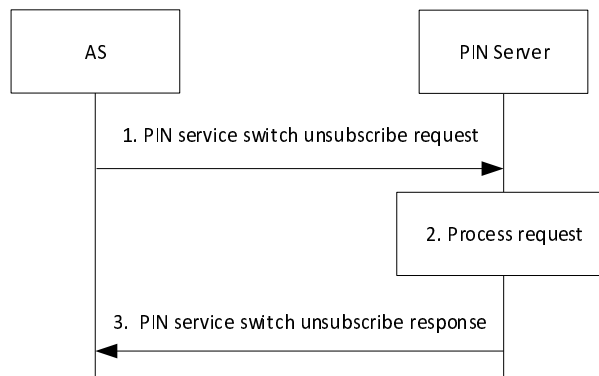 AS
PIN Server
1. PIN service switch unsubscribe request
2. Process request
3. PIN service switch unsubscribe response